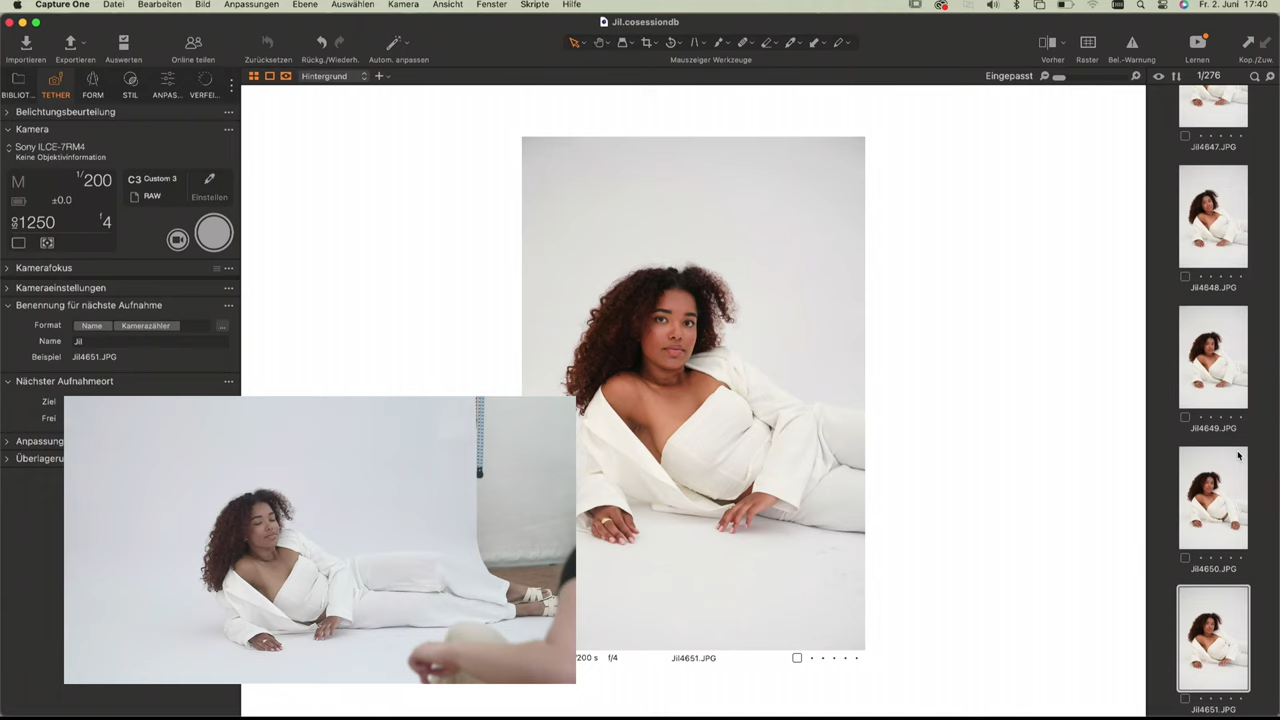 Capture One Datei Bearbeiten Bild Anpassungen Ebene Auswählen Kamera Ansicht Fenster Skripte Hilfe Fr. 2. Juni 17:40
Jil.cosessiondb
Importieren Exportieren Auswerten Online teilen Zurücksetzen Rückg./Wiederh. Autom. anpassen Mauszeiger Werkzeuge Vorher Raster Bel.-Warnung Lernen Kop./Zuw.
Hintergrund Eingepasst 1/276
BIBLIOT... TETHER FORM STIL ANPAS... VERFEI...
Belichtungsbeurteilung
Kamera
Sony ILCE-7RM4
Keine Objektivinformation
M 1/200 C3 Custom 3
±0.0 RAW Einstellen
ISO 1250 f4
Kamerafokus
Kameraeinstellungen
Benennung für nächste Aufnahme
Format Name Kamerazähler ...
Name Jil
Beispiel Jil4651.JPG
Nächster Aufnahmeort
Ziel
Frei
Anpassung
Überlageru
/200 s f/4 Jil4651.JPG
Jil4647.JPG
Jil4648.JPG
Jil4649.JPG
Jil4650.JPG
Jil4651.JPG